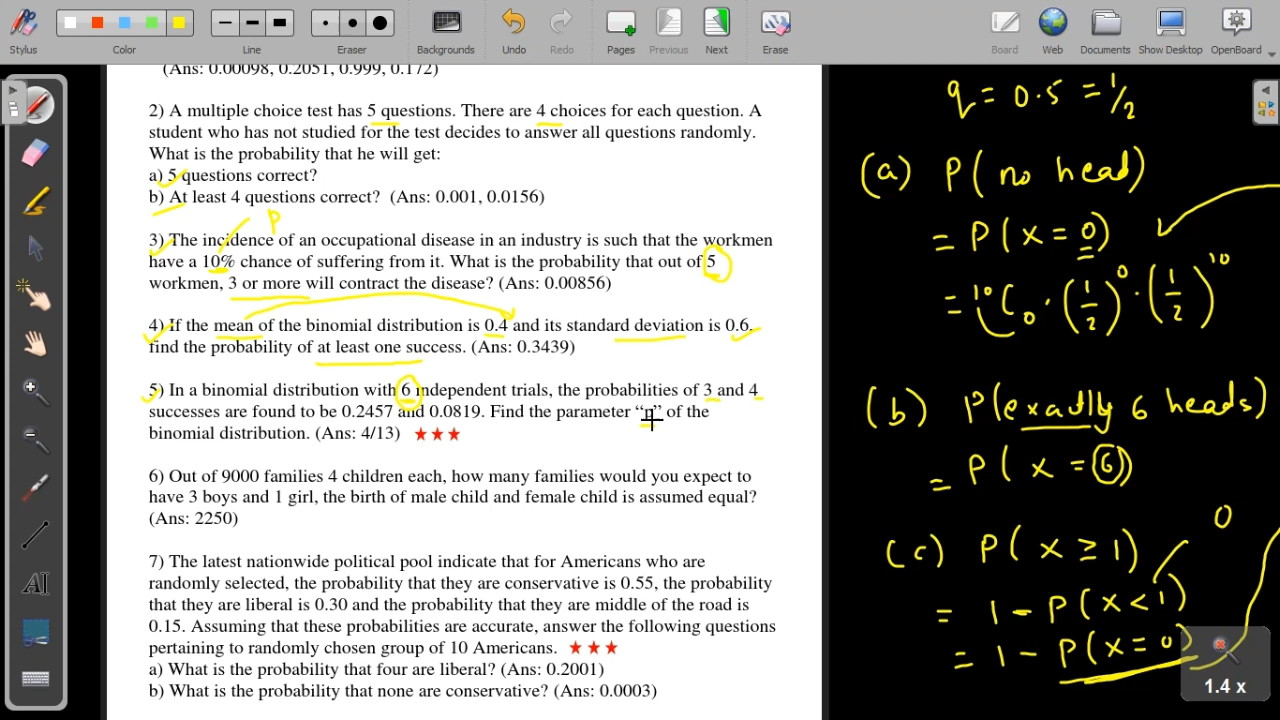 Stylus Color Line Eraser Backgrounds Undo Redo Pages Previous Next Erase Board Web Documents Show Desktop OpenBoard
(Ans: 0.00098, 0.2051, 0.999, 0.172)
2) A multiple choice test has 5 questions. There are 4 choices for each question. A
student who has not studied for the test decides to answer all questions randomly.
What is the probability that he will get:
a) 5 questions correct?
b) At least 4 questions correct? (Ans: 0.001, 0.0156)
P
3) The incidence of an occupational disease in an industry is such that the workmen
have a 10% chance of suffering from it. What is the probability that out of 5
workmen, 3 or more will contract the disease? (Ans: 0.00856)
4) If the mean of the binomial distribution is 0.4 and its standard deviation is 0.6,
find the probability of at least one success. (Ans: 0.3439)
5) In a binomial distribution with 6 independent trials, the probabilities of 3 and 4
successes are found to be 0.2457 and 0.0819. Find the parameter “p” of the
binomial distribution. (Ans: 4/13) ★★★
6) Out of 9000 families 4 children each, how many families would you expect to
have 3 boys and 1 girl, the birth of male child and female child is assumed equal?
(Ans: 2250)
7) The latest nationwide political pool indicate that for Americans who are
randomly selected, the probability that they are conservative is 0.55, the probability
that they are liberal is 0.30 and the probability that they are middle of the road is
0.15. Assuming that these probabilities are accurate, answer the following questions
pertaining to randomly chosen group of 10 Americans. ★★★
a) What is the probability that four are liberal? (Ans: 0.2001)
b) What is the probability that none are conservative? (Ans: 0.0003)
q = 0.5 = 1/2
(a) P( no head)
= P( x = 0)
= ¹⁰C₀ · (1/2)⁰ · (1/2)¹⁰
(b) P(exactly 6 heads)
= P( x = 6)
0
(c) P( x ≥ 1)
= 1 - P( x < 1)
= 1 - P( x = 0)
1.4 x